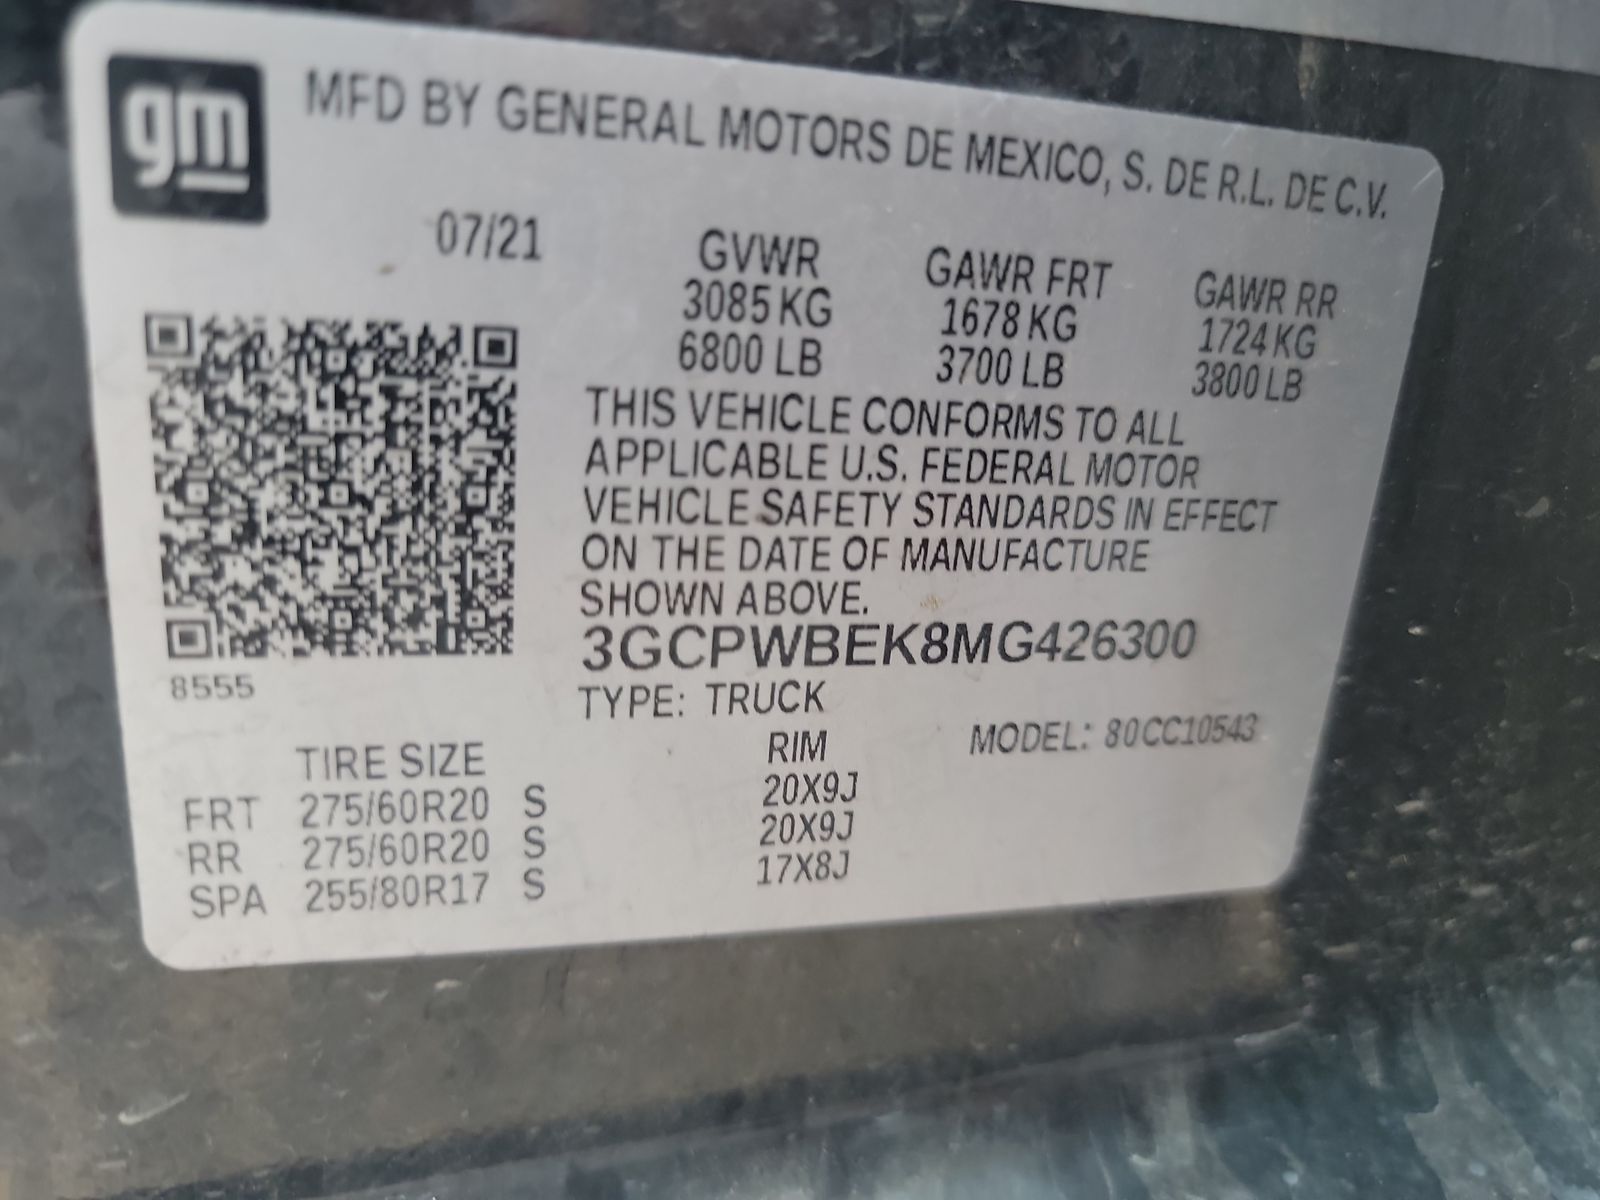 gm
MFD BY GENERAL MOTORS DE MEXICO, S. DE R.L. DE C.V.
07/21
GVWR GAWR FRT GAWR RR
3085 KG 1678 KG 1724 KG
6800 LB 3700 LB 3800 LB
THIS VEHICLE CONFORMS TO ALL
APPLICABLE U.S. FEDERAL MOTOR
VEHICLE SAFETY STANDARDS IN EFFECT
ON THE DATE OF MANUFACTURE
SHOWN ABOVE.
3GCPWBEK8MG426300
8555
TYPE: TRUCK
MODEL: 80CC10543
TIRE SIZE RIM
FRT 275/60R20 S 20X9J
RR 275/60R20 S 20X9J
SPA 255/80R17 S 17X8J